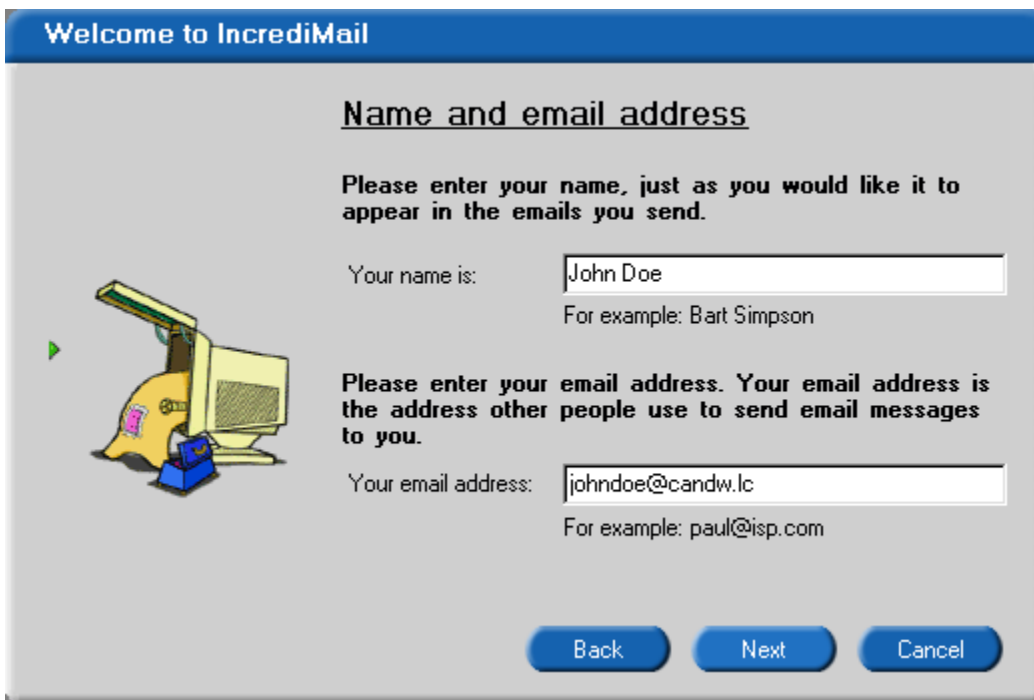 Welcome to IncrediMail
Name and email address
Please enter your name, just as you would like it to
appear in the emails you send.
Your name is:
John Doe
For example: Bart Simpson
Please enter your email address. Your email address is
the address other people use to send email messages
to you.
Your email address:
johndoe@candw.lc
For example: paul@isp.com
Back
Next
Cancel